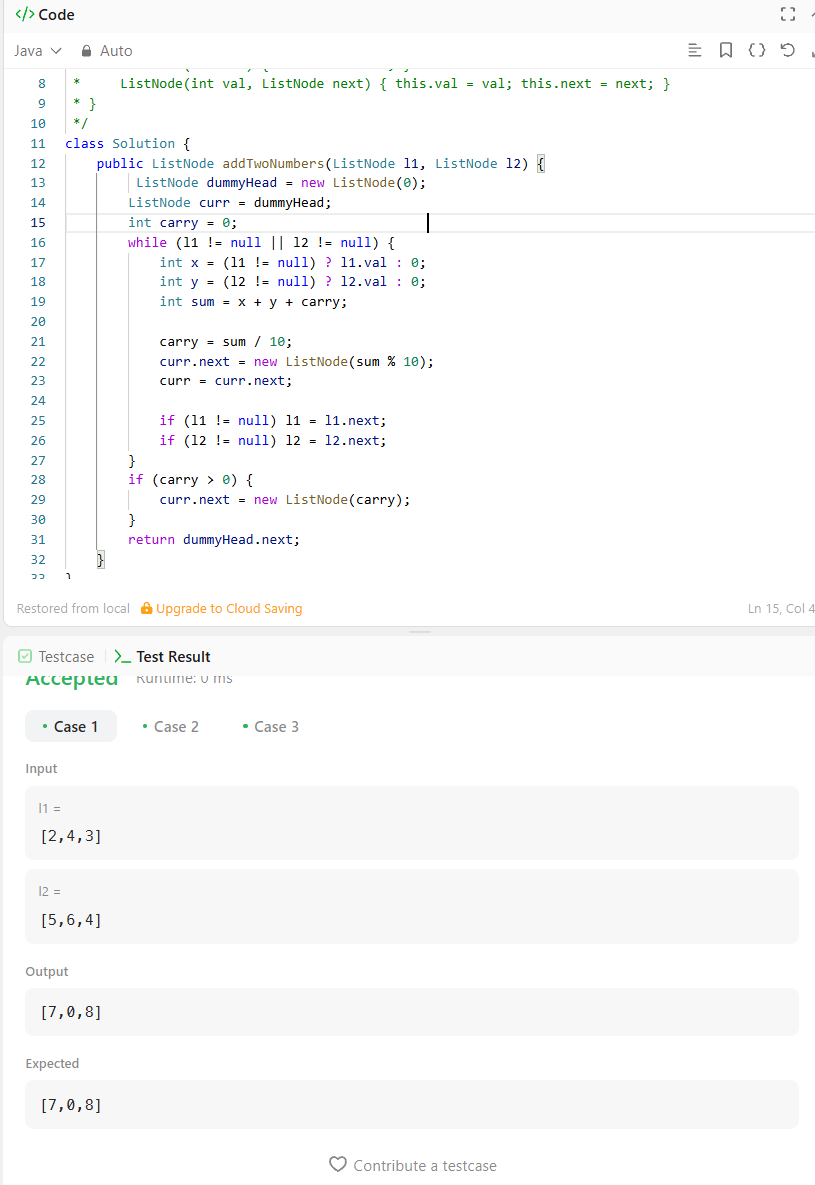 </> Code
Java Auto
8 * ListNode(int val, ListNode next) { this.val = val; this.next = next; }
9 * }
10 */
11 class Solution {
12 public ListNode addTwoNumbers(ListNode l1, ListNode l2) {
13 ListNode dummyHead = new ListNode(0);
14 ListNode curr = dummyHead;
15 int carry = 0;
16 while (l1 != null || l2 != null) {
17 int x = (l1 != null) ? l1.val : 0;
18 int y = (l2 != null) ? l2.val : 0;
19 int sum = x + y + carry;
20
21 carry = sum / 10;
22 curr.next = new ListNode(sum % 10);
23 curr = curr.next;
24
25 if (l1 != null) l1 = l1.next;
26 if (l2 != null) l2 = l2.next;
27 }
28 if (carry > 0) {
29 curr.next = new ListNode(carry);
30 }
31 return dummyHead.next;
32 }
33 }
Restored from local Upgrade to Cloud Saving Ln 15, Col 4
Testcase Test Result
Accepted Runtime: 0 ms
Case 1 Case 2 Case 3
Input
l1 =
[2,4,3]
l2 =
[5,6,4]
Output
[7,0,8]
Expected
[7,0,8]
Contribute a testcase